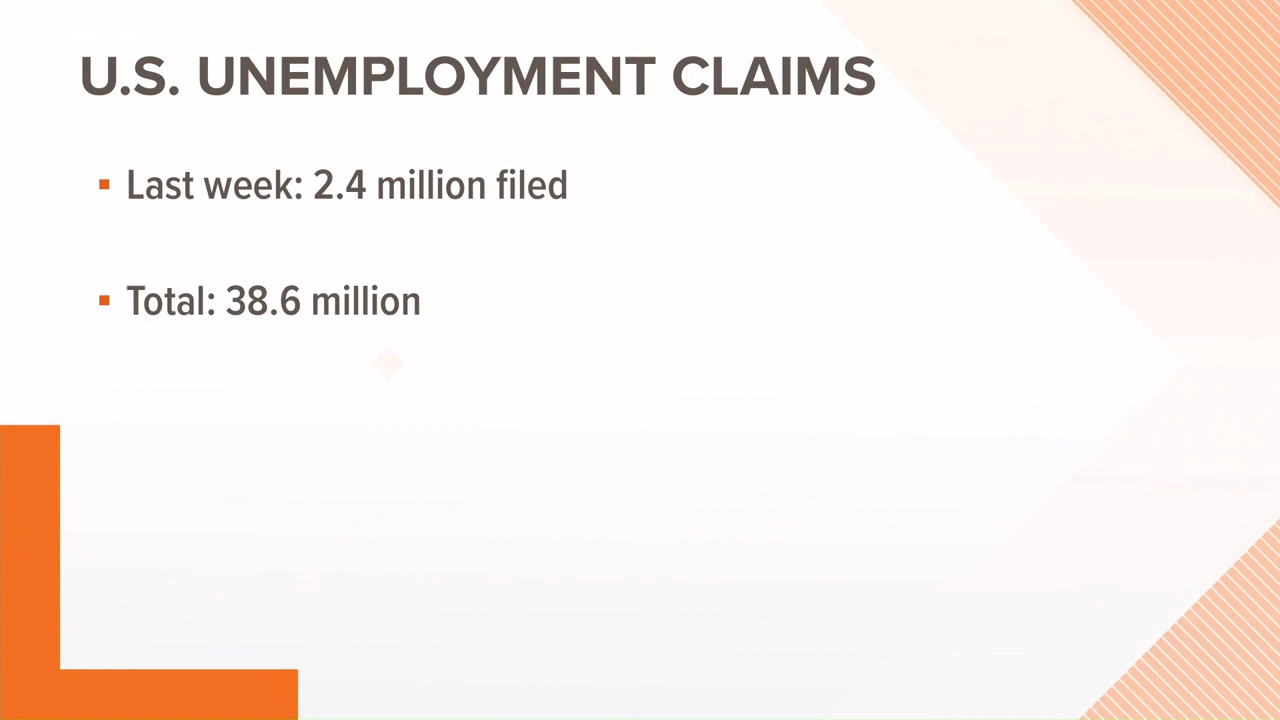 U.S. UNEMPLOYMENT CLAIMS
▪ Last week: 2.4 million filed
▪ Total: 38.6 million